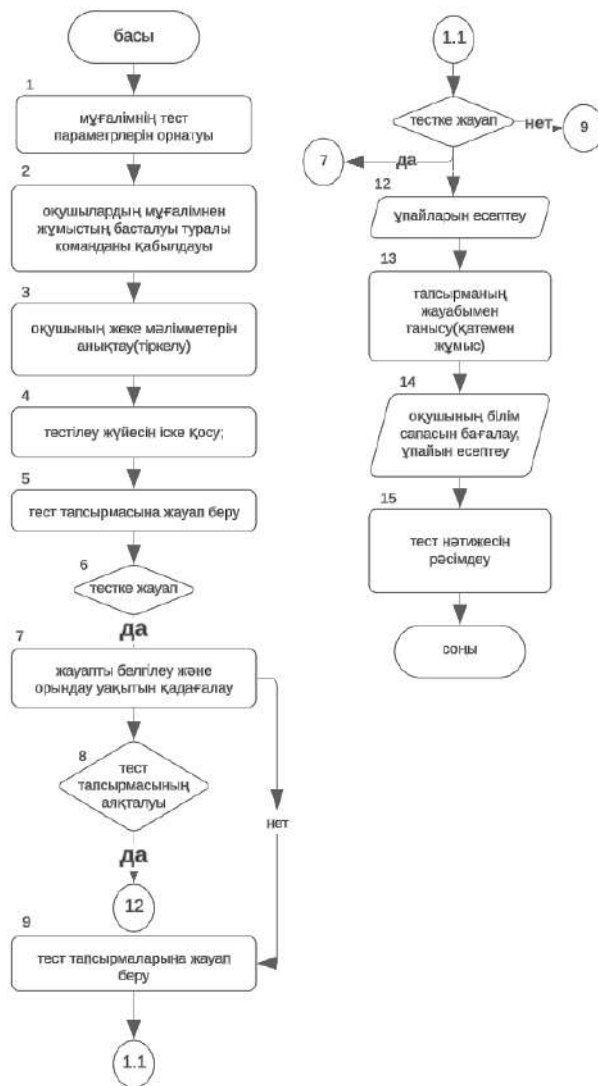 басы
1
мұғалімнің тест
параметрлерін орнатуы
2
оқушылардың мұғалімнен
жұмыстың басталуы туралы
команданы қабылдауы
3
оқушының жеке мәлімметерін
анықтау(тіркелу)
4
тестілеу жүйесін іске қосу;
5
тест тапсырмасына жауап беру
6
тестке жауап
да
7
жауапты белгілеу және
орындау уақытын қадағалау
8
тест
тапсырмасының
аяқталуы
нет
да
12
9
тест тапсырмаларына жауап
беру
1.1
1.1
тестке жауап
нет
9
7
да
12
ұпайларын есептеу
13
тапсырманың
жауабымен
танысу(қатемен
жұмыс)
14
оқушының білім
сапасын бағалау,
ұпайын есептеу
15
тест нәтижесін
рәсімдеу
соңы